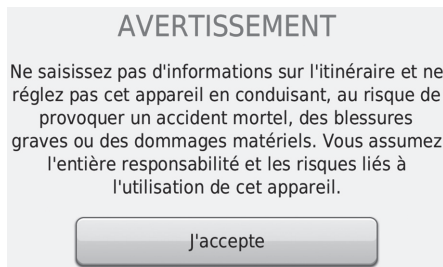 AVERTISSEMENT
Ne saisissez pas d'informations sur l'itinéraire et ne
réglez pas cet appareil en conduisant, au risque de
provoquer un accident mortel, des blessures
graves ou des dommages matériels. Vous assumez
l'entière responsabilité et les risques liés à
l'utilisation de cet appareil.
J'accepte